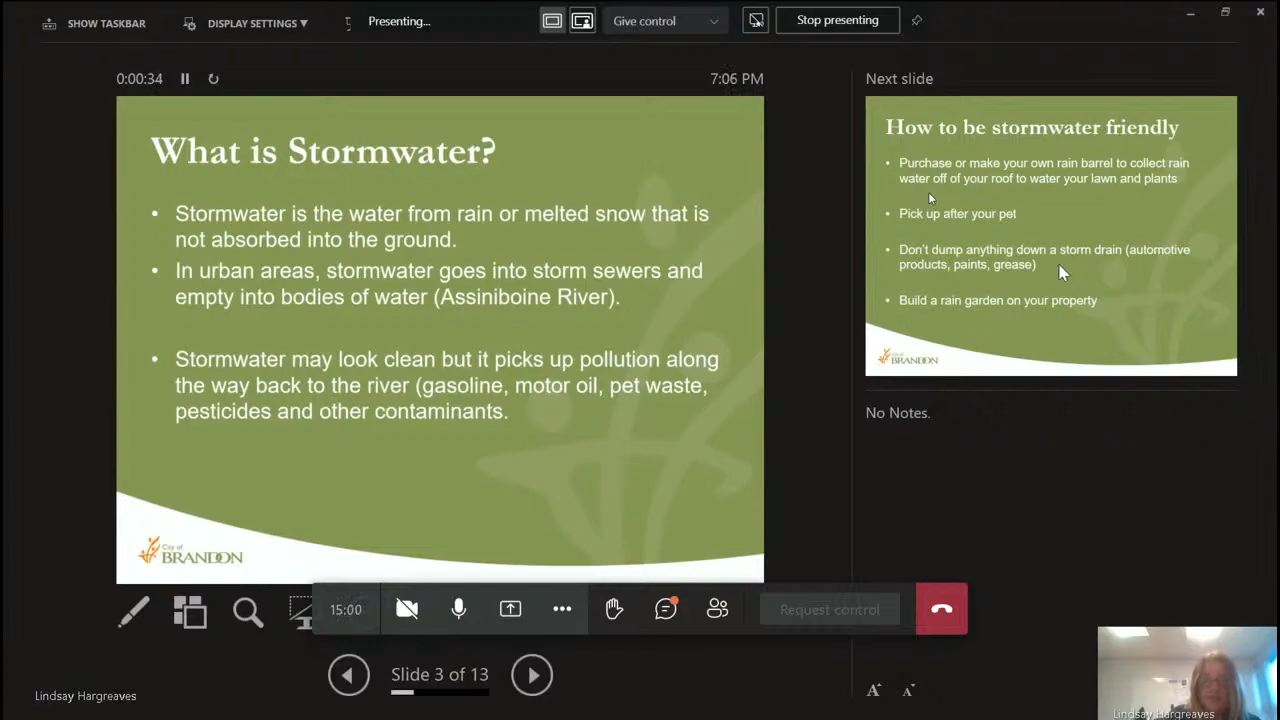 SHOW TASKBAR
DISPLAY SETTINGS ▼
Presenting...
Give control
Stop presenting
0:00:34
7:06 PM
What is Stormwater?
• Stormwater is the water from rain or melted snow that is
not absorbed into the ground.
• In urban areas, stormwater goes into storm sewers and
empty into bodies of water (Assiniboine River).
• Stormwater may look clean but it picks up pollution along
the way back to the river (gasoline, motor oil, pet waste,
pesticides and other contaminants.
City of
BRANDON
Next slide
How to be stormwater friendly
• Purchase or make your own rain barrel to collect rain
water off of your roof to water your lawn and plants
• Pick up after your pet
• Don't dump anything down a storm drain (automotive
products, paints, grease)
• Build a rain garden on your property
City of
BRANDON
No Notes.
15:00
Request control
Slide 3 of 13
Lindsay Hargreaves
A
A
Lindsay Hargreaves